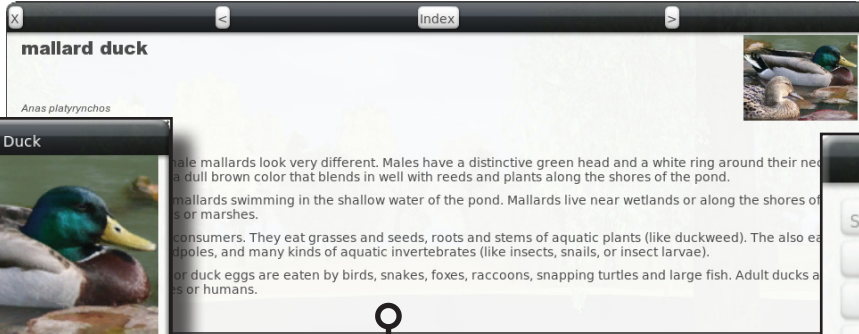 X < Index >
mallard duck
Anas platyrynchos
Duck
male mallards look very different. Males have a distinctive green head and a white ring around their
a dull brown color that blends in well with reeds and plants along the shores of the pond.
mallards swimming in the shallow water of the pond. Mallards live near wetlands or along the shores of
or marshes.
consumers. They eat grasses and seeds, roots and stems of aquatic plants (like duckweed). The also
and many kinds of aquatic invertebrates (like insects, snails, or insect larvae).
or duck eggs are eaten by birds, snakes, foxes, raccoons, snapping turtles and large fish. Adult ducks
or humans.
S